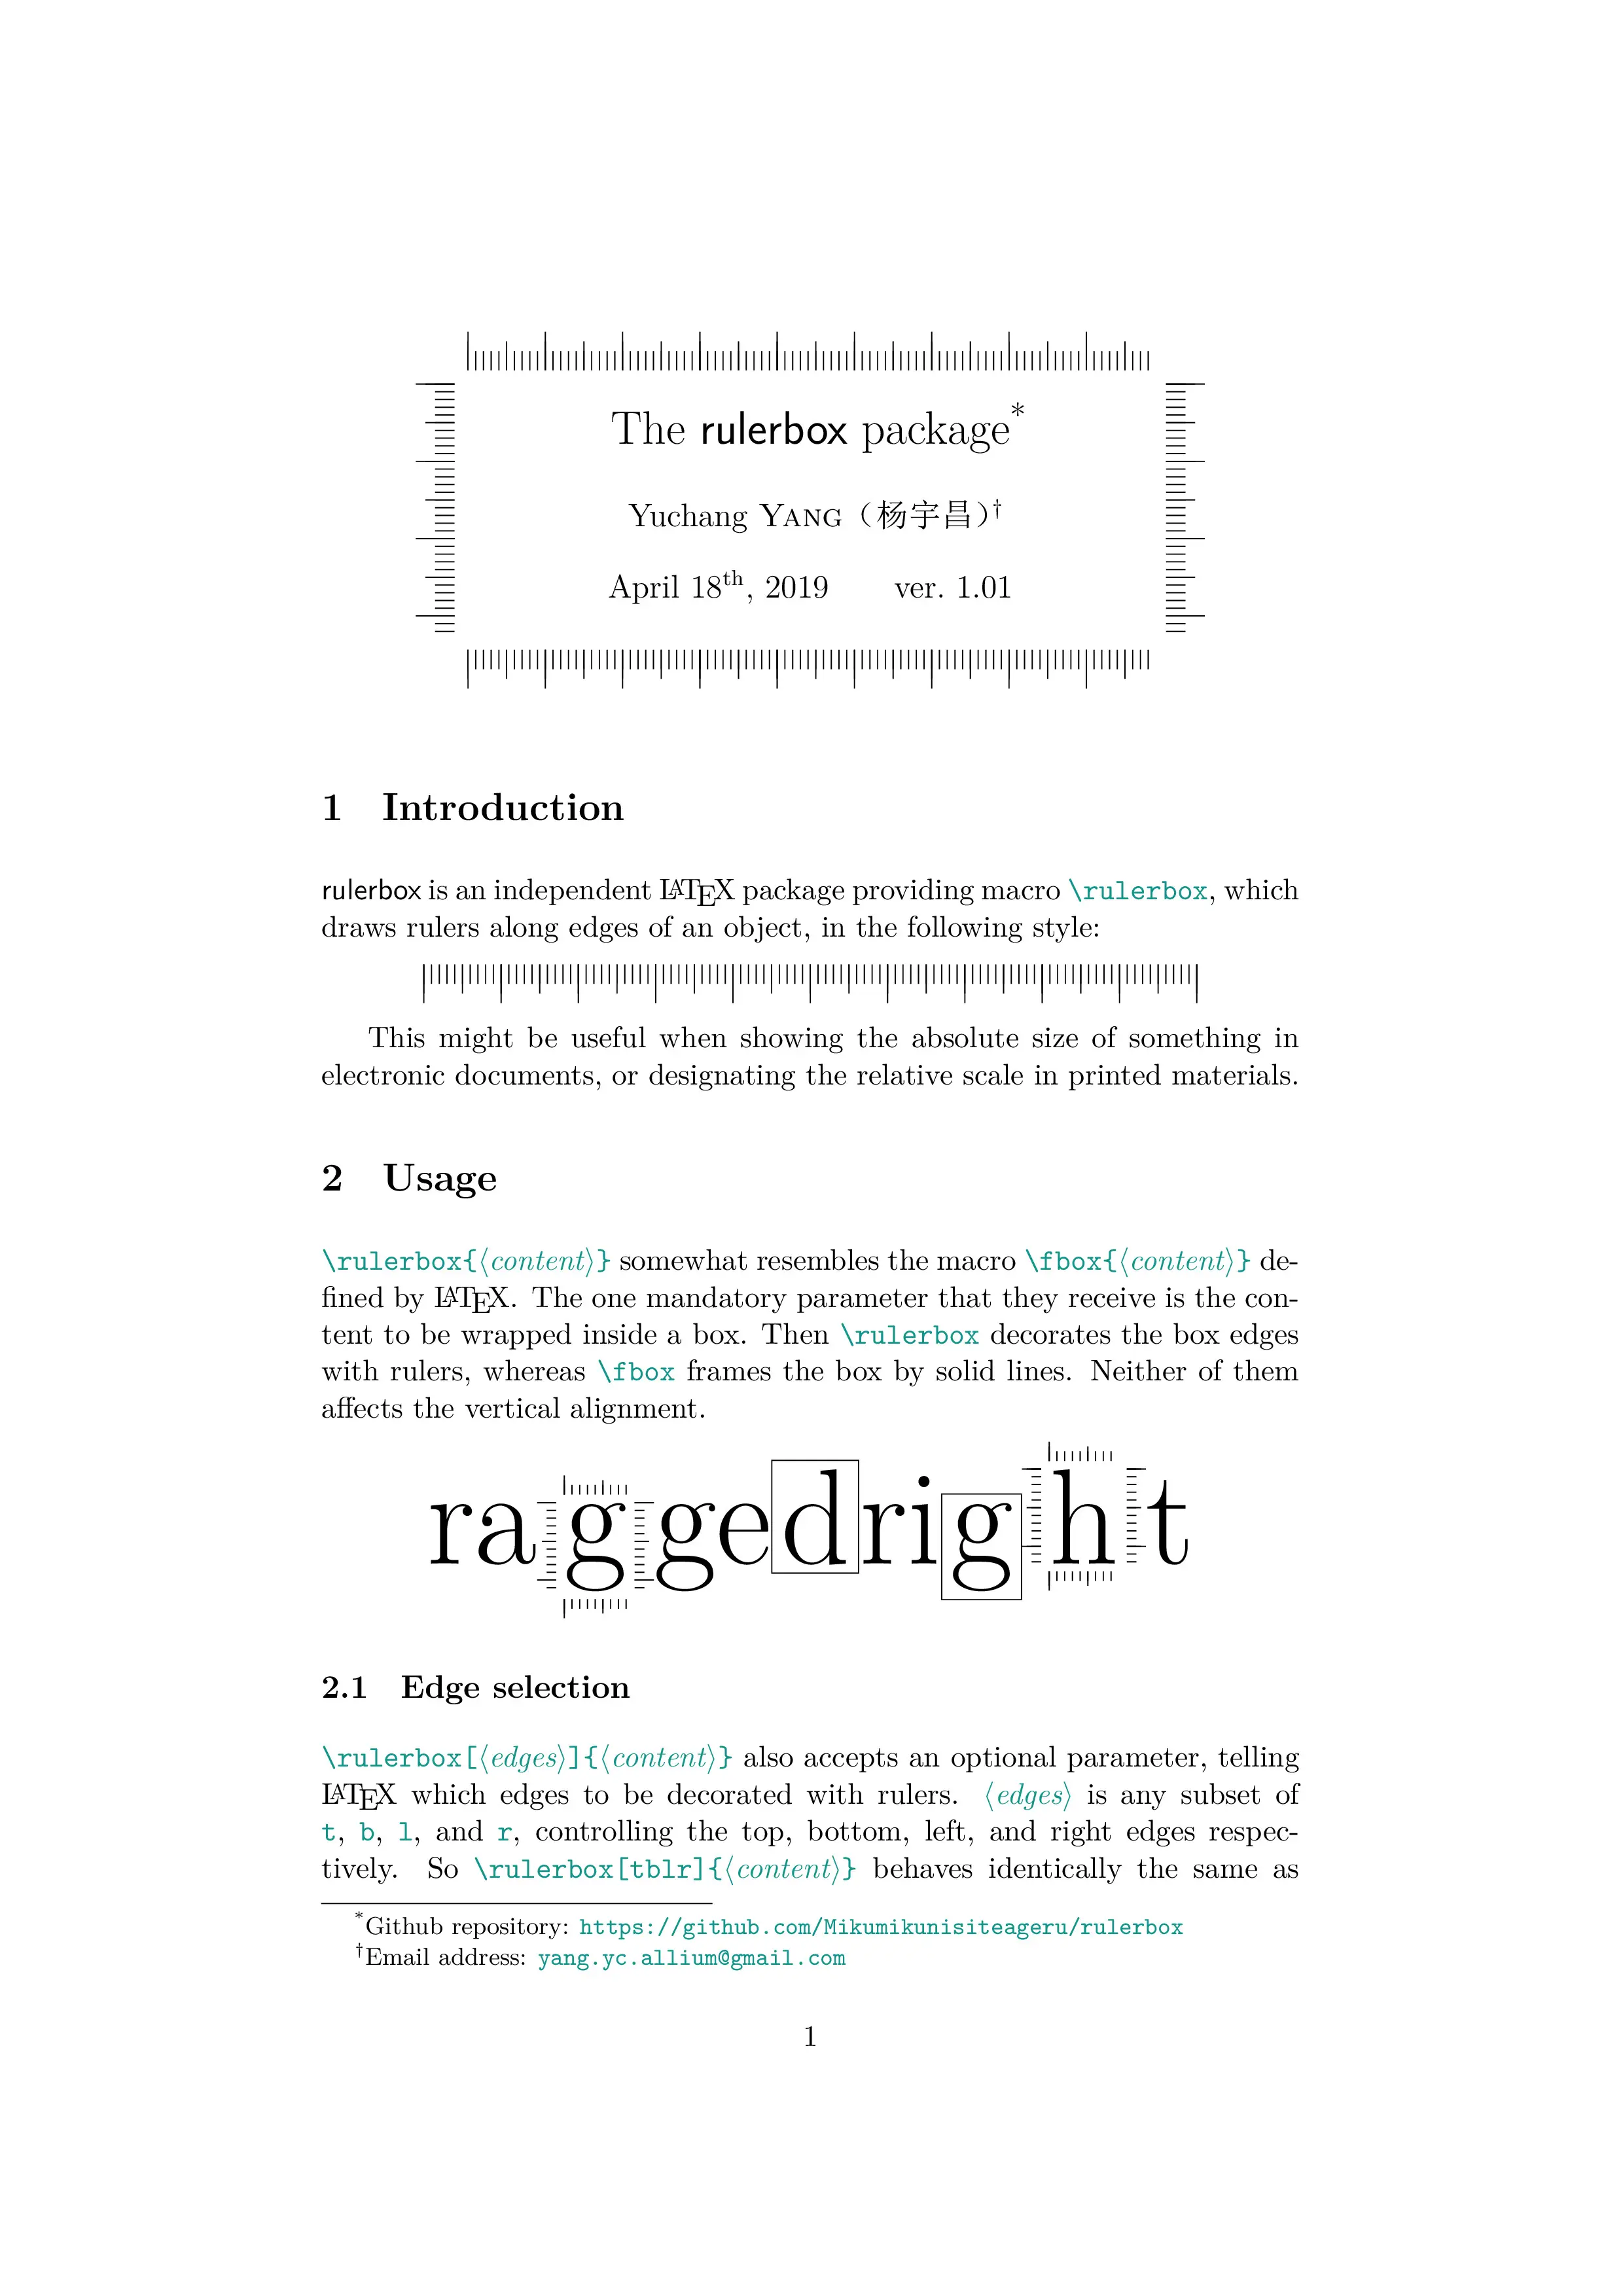 The rulerbox package*
Yuchang YANG（杨宇昌）†
April 18th, 2019 ver. 1.01
1 Introduction
rulerbox is an independent LATEX package providing macro \rulerbox, which
draws rulers along edges of an object, in the following style:
This might be useful when showing the absolute size of something in
electronic documents, or designating the relative scale in printed materials.
2 Usage
\rulerbox{⟨content⟩} somewhat resembles the macro \fbox{⟨content⟩} de-
fined by LATEX. The one mandatory parameter that they receive is the con-
tent to be wrapped inside a box. Then \rulerbox decorates the box edges
with rulers, whereas \fbox frames the box by solid lines. Neither of them
affects the vertical alignment.
raggedright
2.1 Edge selection
\rulerbox[⟨edges⟩]{⟨content⟩} also accepts an optional parameter, telling
LATEX which edges to be decorated with rulers. ⟨edges⟩ is any subset of
t, b, l, and r, controlling the top, bottom, left, and right edges respec-
tively. So \rulerbox[tblr]{⟨content⟩} behaves identically the same as
*Github repository: https://github.com/Mikumikunisiteageru/rulerbox
†Email address: yang.yc.allium@gmail.com
1